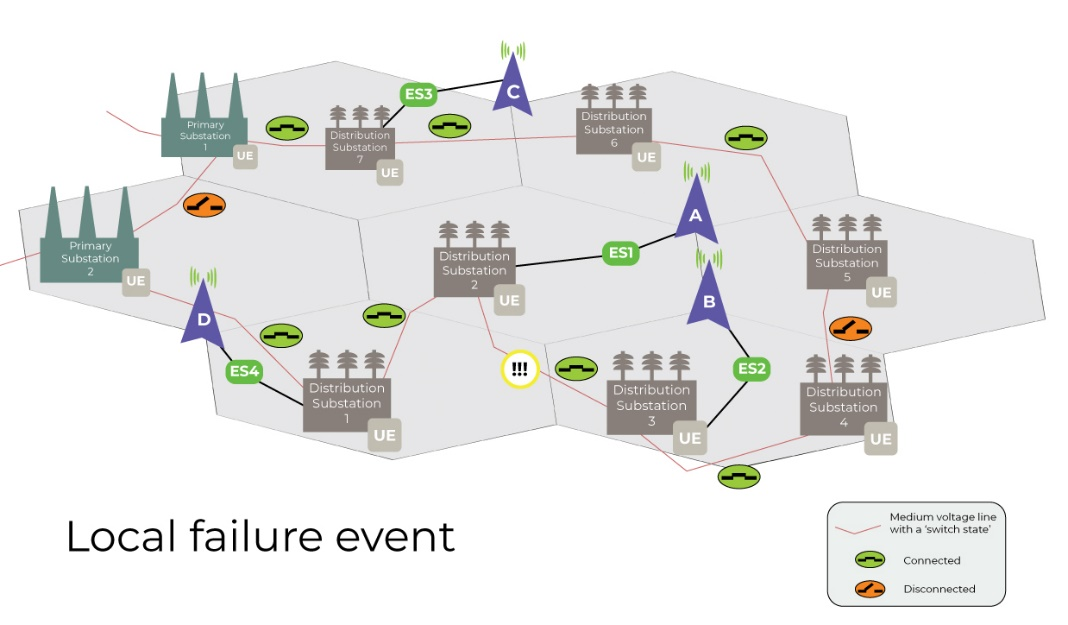 C
ES3
Primary
Substation
1
UE
Distribution
Substation
7
UE
Distribution
Substation
6
UE
A
Primary
Substation
2
UE
Distribution
Substation
2
UE
ES1
Distribution
Substation
5
UE
D
B
ES4
!!!
ES2
Distribution
Substation
1
UE
Distribution
Substation
3
UE
Distribution
Substation
4
UE
Local failure event
Medium voltage line
with a 'switch state'
Connected
Disconnected